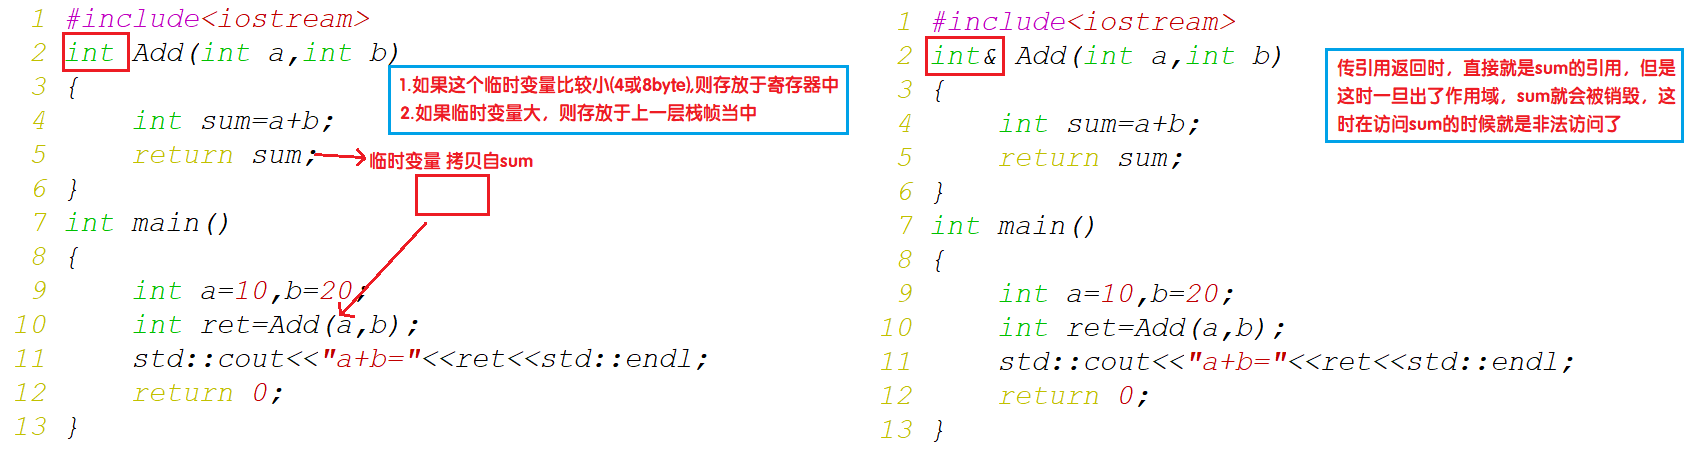 1 #include<iostream>
2 int Add(int a,int b)
3 {
1.如果这个临时变量比较小(4或8byte),则存放于寄存器中
2.如果临时变量大，则存放于上一层栈帧当中
4 int sum=a+b;
5 return sum;
临时变量 拷贝自sum
6 }
7 int main()
8 {
9 int a=10,b=20;
10 int ret=Add(a,b);
11 std::cout<<"a+b="<<ret<<std::endl;
12 return 0;
13 }
1 #include<iostream>
2 int& Add(int a,int b)
传引用返回时，直接就是sum的引用，但是
这时一旦出了作用域，sum就会被销毁，这
时在访问sum的时候就是非法访问了
3 {
4 int sum=a+b;
5 return sum;
6 }
7 int main()
8 {
9 int a=10,b=20;
10 int ret=Add(a,b);
11 std::cout<<"a+b="<<ret<<std::endl;
12 return 0;
13 }